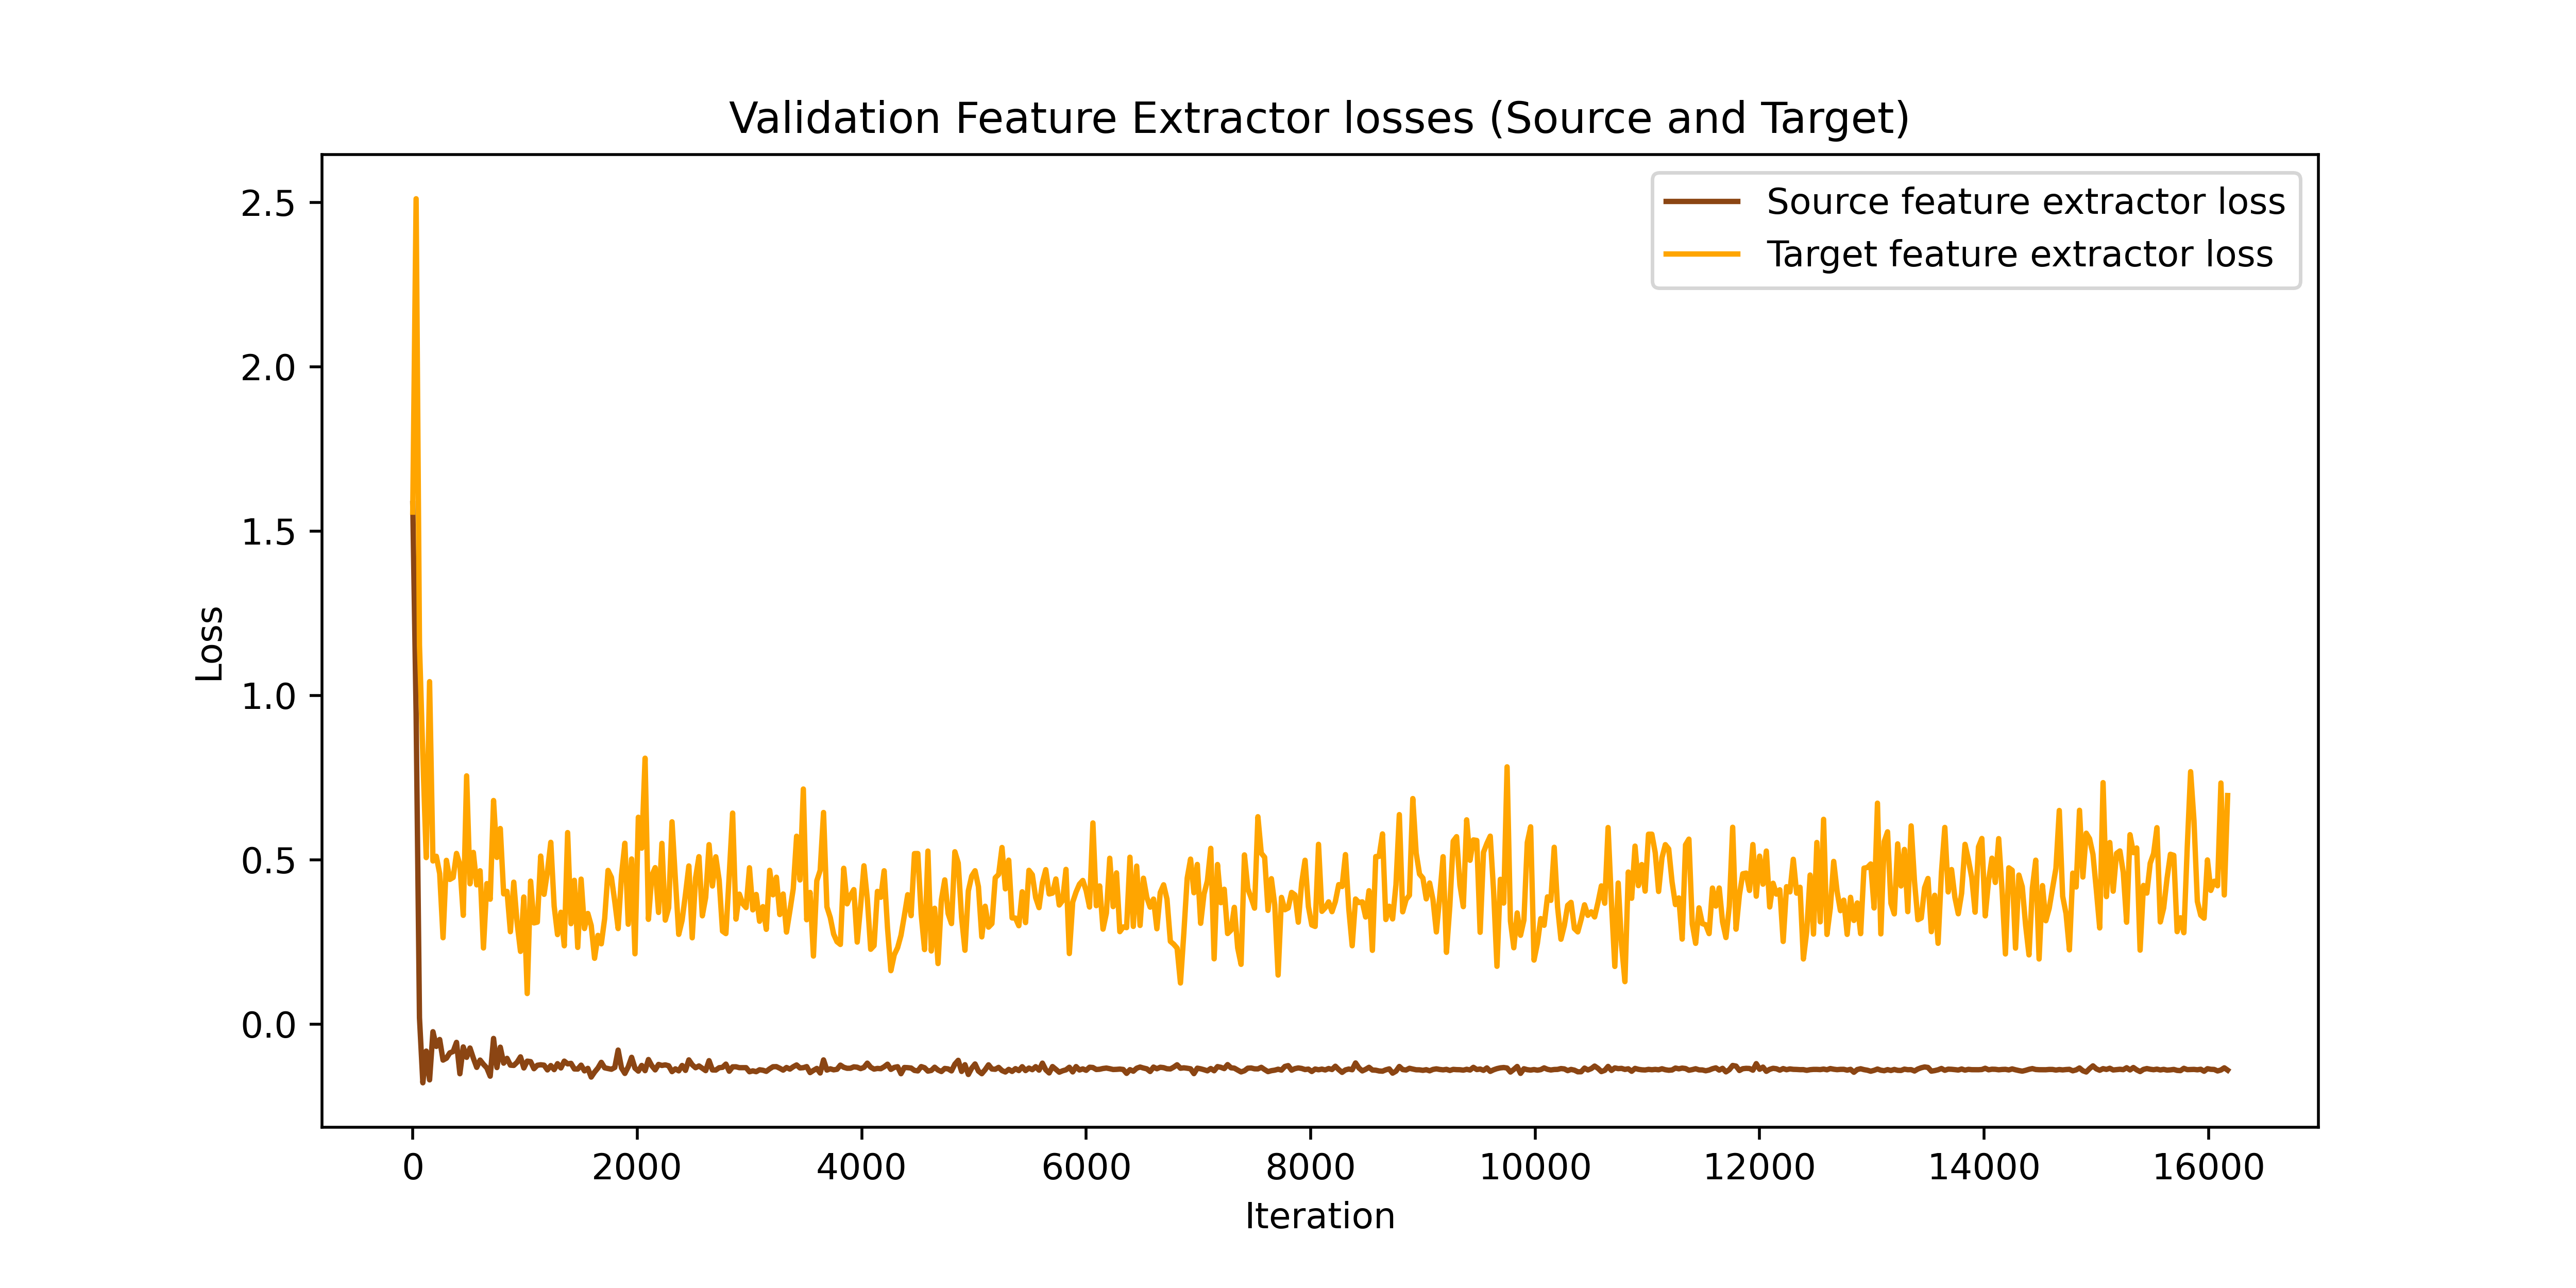 Validation Feature Extractor losses (Source and Target)
Source feature extractor loss
Target feature extractor loss
2.5
2.0
1.5
1.0
0.5
0.0
Loss
0 2000 4000 6000 8000 10000 12000 14000 16000
Iteration